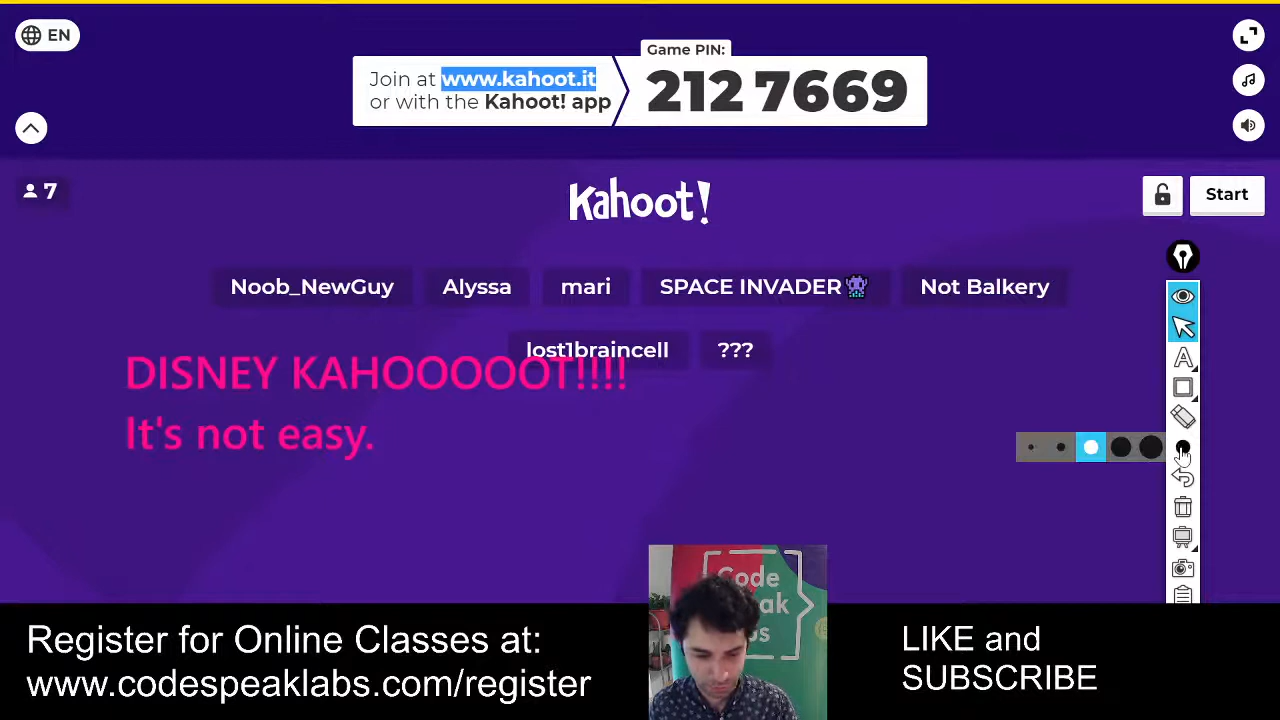 EN
Game PIN:
Join at www.kahoot.it
or with the Kahoot! app
212 7669
7
Kahoot!
Start
Noob_NewGuy
Alyssa
mari
SPACE INVADER👾
Not Balkery
lost1braincell
???
DISNEY KAHOOOOOT!!!!
It's not easy.
A
Code
Register for Online Classes at:
www.codespeaklabs.com/register
LIKE and
SUBSCRIBE